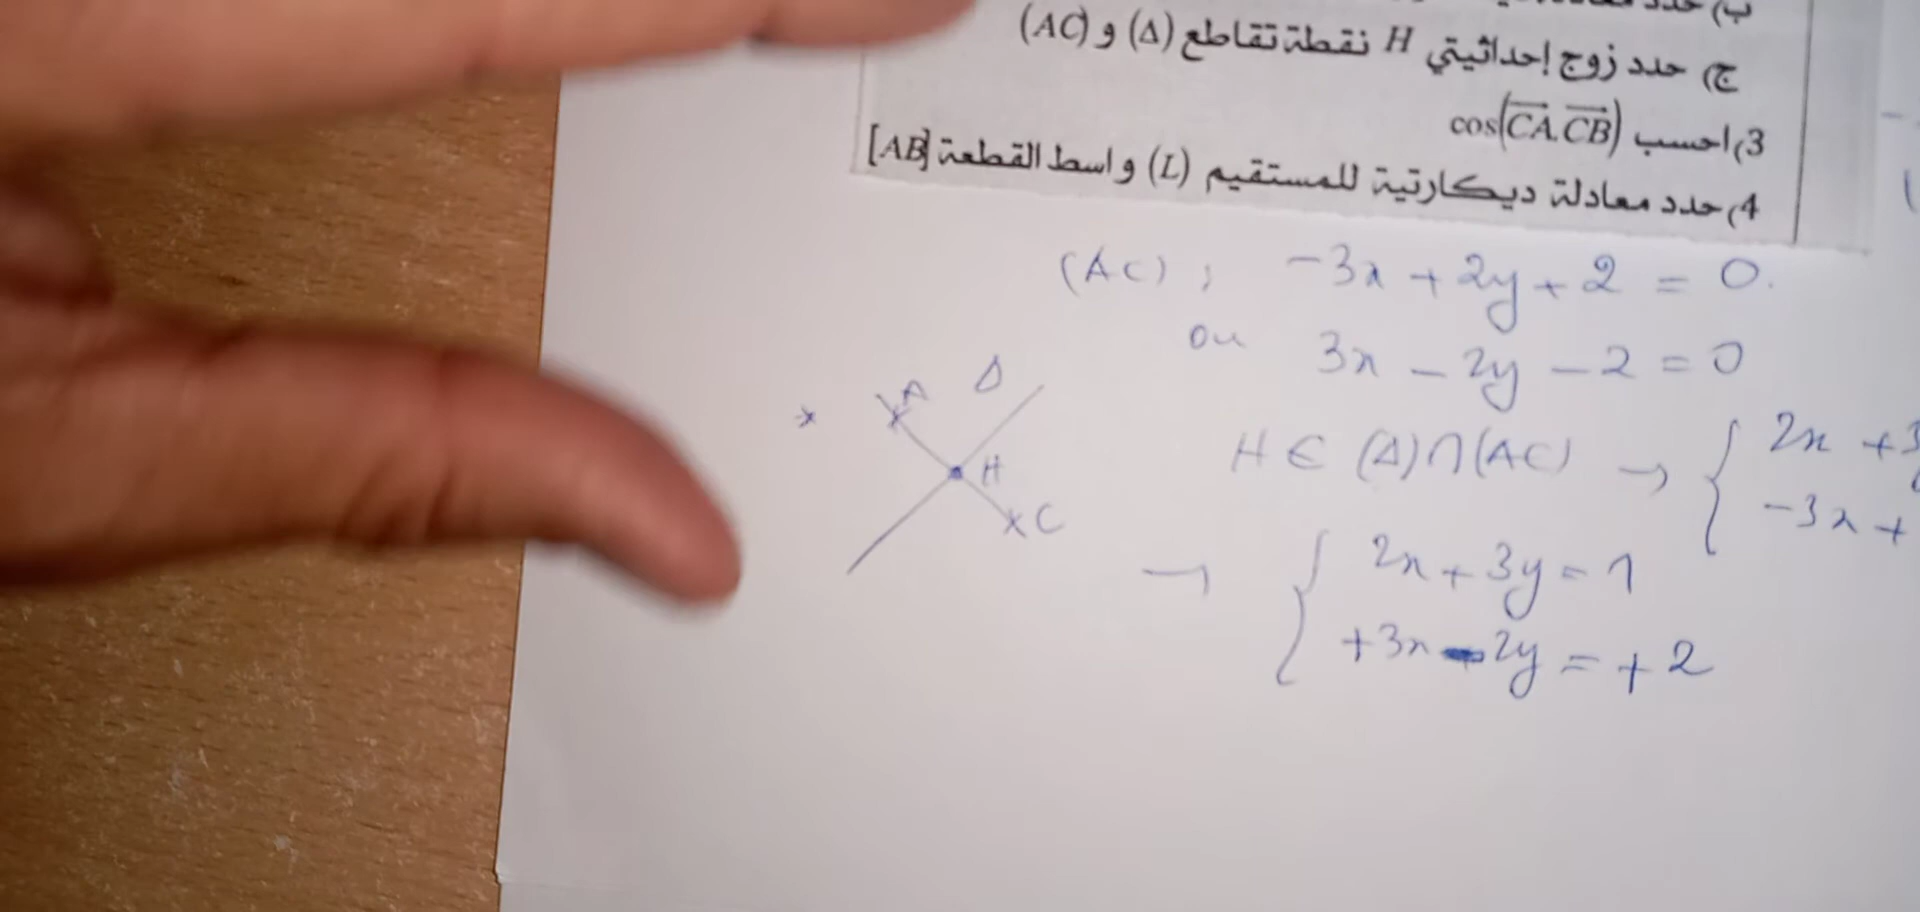 ب) حدد
ج) حدد زوج إحداثيتي H نقطة تقاطع (Δ) و (AC)
3) احسب cos(CA.CB)
4) حدد معادلة ديكارتية للمستقيم (L) واسط القطعة [AB]
(AC) ; -3x + 2y + 2 = 0.
ou 3x - 2y - 2 = 0
A Δ
H ∈ (Δ)∩(AC) → { 2x + 3
H
-3x +
C
→ { 2x + 3y = 1
+3x - 2y = +2